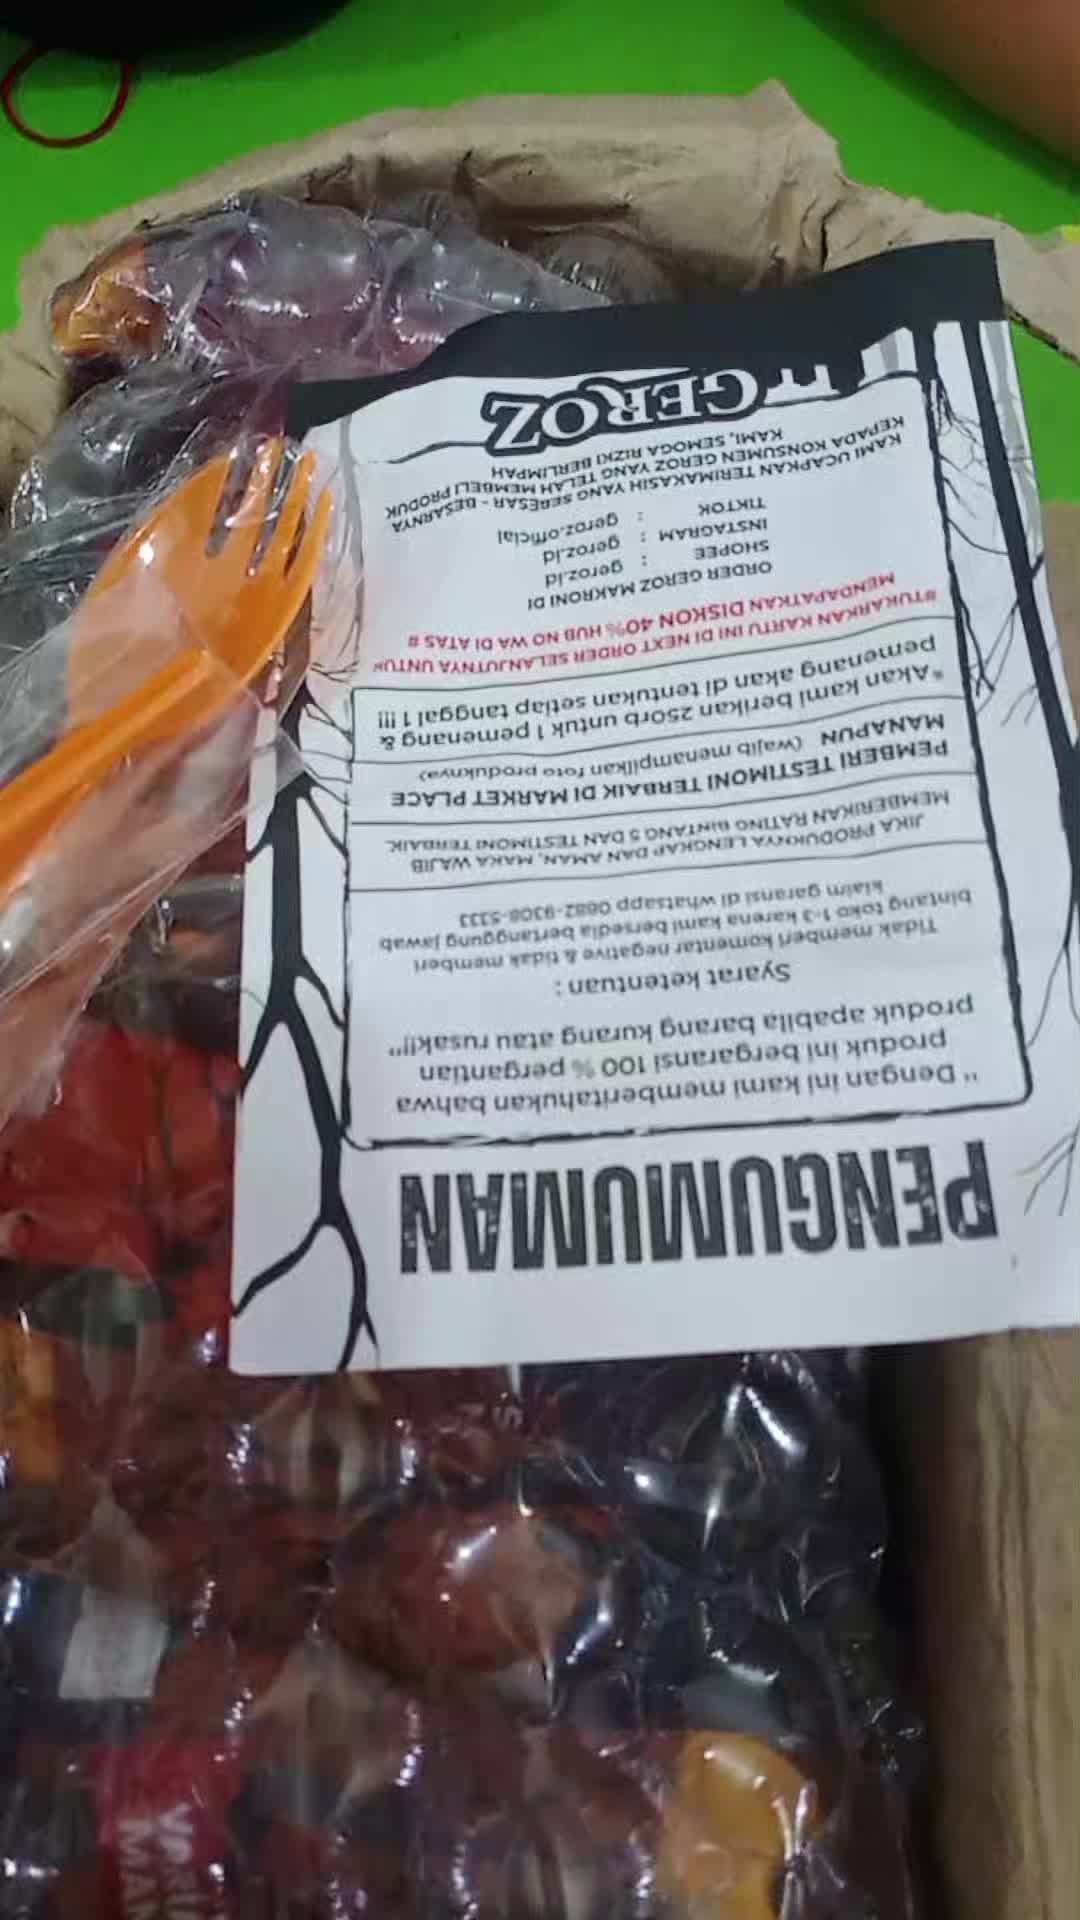 PENGUMUMAN
" Dengan ini kami memberitahukan bahwa
produk ini bergaransi 100 % pergantian
produk apabila barang kurang atau rusak!!"
Syarat ketentuan :
Tidak memberi komentar negative & tidak memberi
bintang toko 1-3 karena kami bersedia bertanggung jawab
klaim garansi di whatsapp 0882-9308-5333
JIKA PRODUKNYA LENGKAP DAN AMAN, MAKA WAJIB
MEMBERIKAN RATING BINTANG 5 DAN TESTIMONI TERBAIK.
PEMBERI TESTIMONI TERBAIK DI MARKET PLACE
MANAPUN (wajib menampilkan foto produknya)
*Akan kami berikan 250rb untuk 1 pemenang &
pemenang akan di tentukan setiap tanggal 1 !!!
#TUKARKAN KARTU INI DI NEXT ORDER SELANJUTNYA UNTUK
MENDAPATKAN DISKON 40% HUB NO WA DI ATAS #
ORDER GEROZ MAKRONI DI
SHOPEE : geroz.id
INSTAGRAM : geroz.id
TIKTOK : geroz.official
KAMI UCAPKAN TERIMAKASIH YANG SEBESAR - BESARNYA
KEPADA KONSUMEN GEROZ YANG TELAH MEMBELI PRODUK
KAMI, SEMOGA RIZKI BERLIMPAH
GEROZ